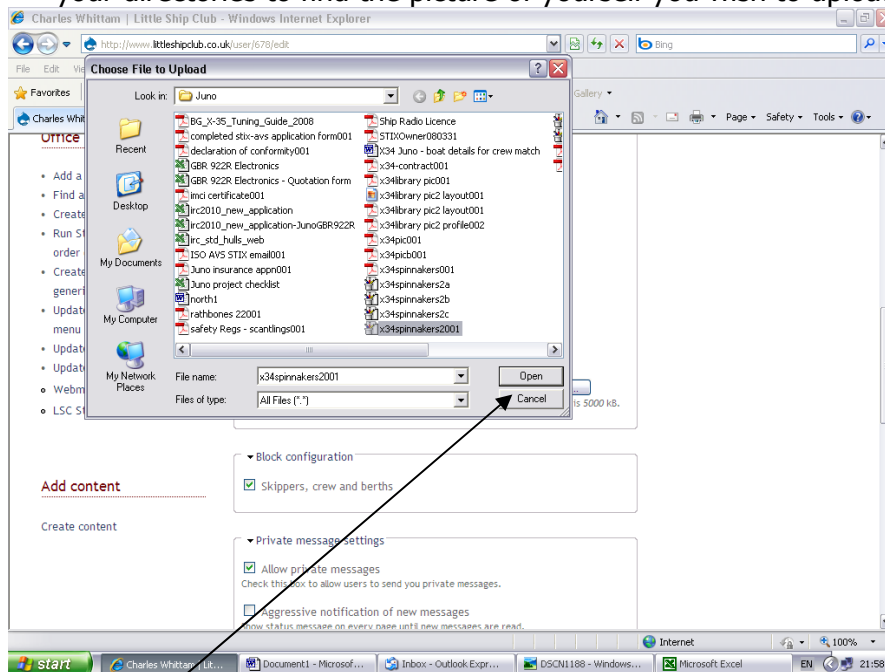 your directories to find the picture of yourself you wish to upload
Charles Whittam | Little Ship Club - Windows Internet Explorer
http://www.littleshipclub.co.uk/user/678/edit
Bing
File Edit
Choose File to Upload
Favorites
Gallery
Look in: Juno
Charles Whit
Page Safety Tools
Office
Add a
Find a
Create
Run St
order
Create
generi
Updat
menu
Updat
Updat
Webm
LSC St
Recent
Desktop
My Documents
My Computer
My Network Places
BG_X-35_Tuning_Guide_2008
completed stix-avs application form001
declaration of conformity001
GBR 922R Electronics
GBR 922R Electronics - Quotation form
imci certificate001
irc2010_new_application
irc2010_new_application-JunoGBR922R
irc_std_hulls_web
ISO AVS STIX email001
Juno insurance appn001
Juno project checklist
north1
rathbones 22001
safety Regs - scantlings001
Ship Radio Licence
STIXOwner080331
X34 Juno - boat details for crew match
x34-contract001
x34library pic001
x34library pic2 layout001
x34library pic2 layout001
x34library pic2 profile002
x34pic001
x34picb001
x34spinnakers001
x34spinnakers2a
x34spinnakers2b
x34spinnakers2c
x34spinnakers2001
File name: x34spinnakers2001 Open
Files of type: All Files (*.*) Cancel
is 5000 kB.
Block configuration
Skippers, crew and berths
Add content
Create content
Private message settings
Allow private messages
Check this box to allow users to send you private messages.
Aggressive notification of new messages
Show status message on every page until new messages are read.
Internet 100%
start Charles Whittam | Lit... Document1 - Microsof... Inbox - Outlook Expr... DSCN1188 - Windows... Microsoft Excel EN 21:58